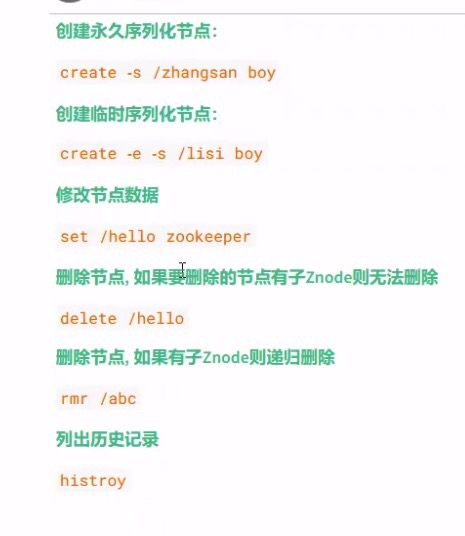 创建永久序列化节点：
create -s /zhangsan boy
创建临时序列化节点：
create -e -s /lisi boy
修改节点数据
set /hello zookeeper
删除节点, 如果要删除的节点有子Znode则无法删除
delete /hello
删除节点, 如果有子Znode则递归删除
rmr /abc
列出历史记录
histroy